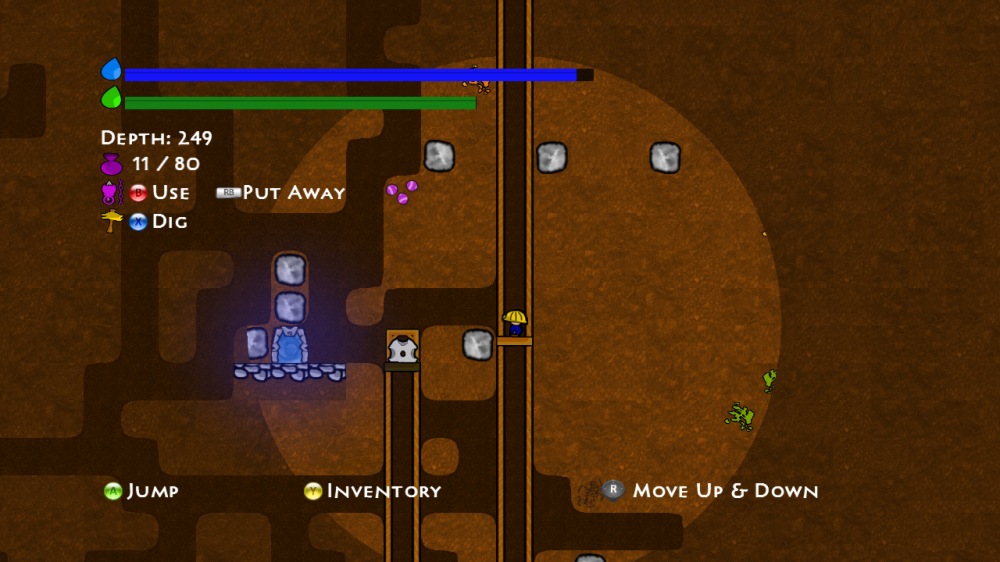 DEPTH: 249
11 / 80
B USE RB PUT AWAY
X DIG
A JUMP Y INVENTORY R MOVE UP & DOWN